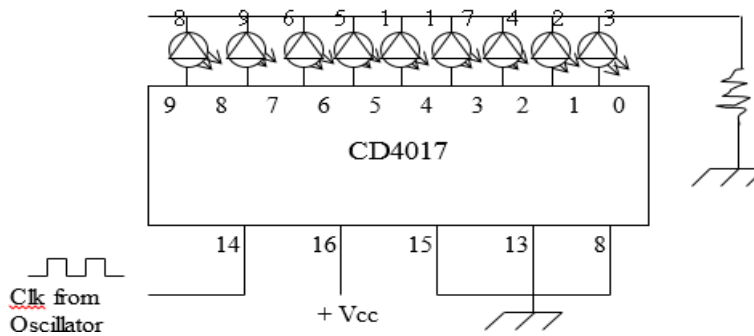 8 9 6 5 1 1 7 4 2 3
9 8 7 6 5 4 3 2 1 0
CD4017
14 16 15 13 8
Clk from
Oscillator
+ Vcc